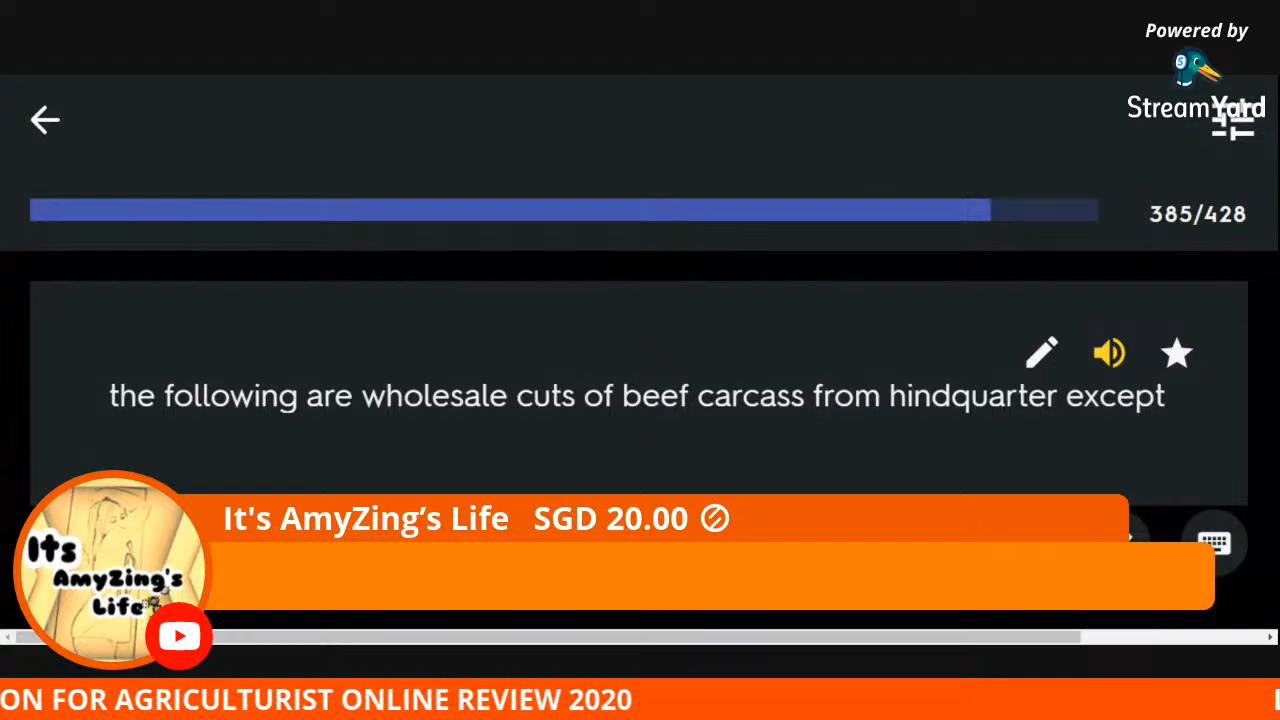 Powered by
StreamYard
385/428
the following are wholesale cuts of beef carcass from hindquarter except
It's AmyZing’s Life SGD 20.00
Its
AmyZing's
Life
ON FOR AGRICULTURIST ONLINE REVIEW 2020